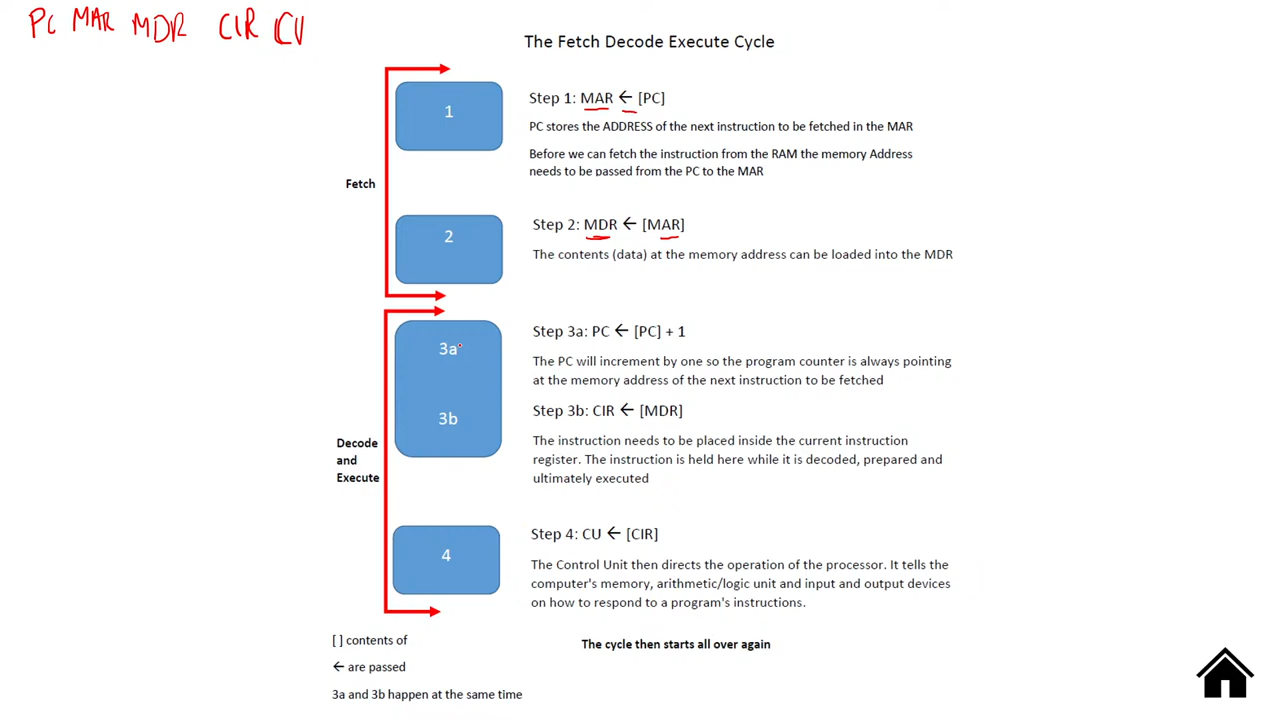 PC MAR MDR CIR CU
The Fetch Decode Execute Cycle
1
Step 1: MAR ← [PC]
PC stores the ADDRESS of the next instruction to be fetched in the MAR
Before we can fetch the instruction from the RAM the memory Address
needs to be passed from the PC to the MAR
Fetch
2
Step 2: MDR ← [MAR]
The contents (data) at the memory address can be loaded into the MDR
3a
Step 3a: PC ← [PC] + 1
The PC will increment by one so the program counter is always pointing
at the memory address of the next instruction to be fetched
3b
Step 3b: CIR ← [MDR]
The instruction needs to be placed inside the current instruction
register. The instruction is held here while it is decoded, prepared and
ultimately executed
Decode
and
Execute
4
Step 4: CU ← [CIR]
The Control Unit then directs the operation of the processor. It tells the
computer's memory, arithmetic/logic unit and input and output devices
on how to respond to a program's instructions.
[ ] contents of
← are passed
3a and 3b happen at the same time
The cycle then starts all over again